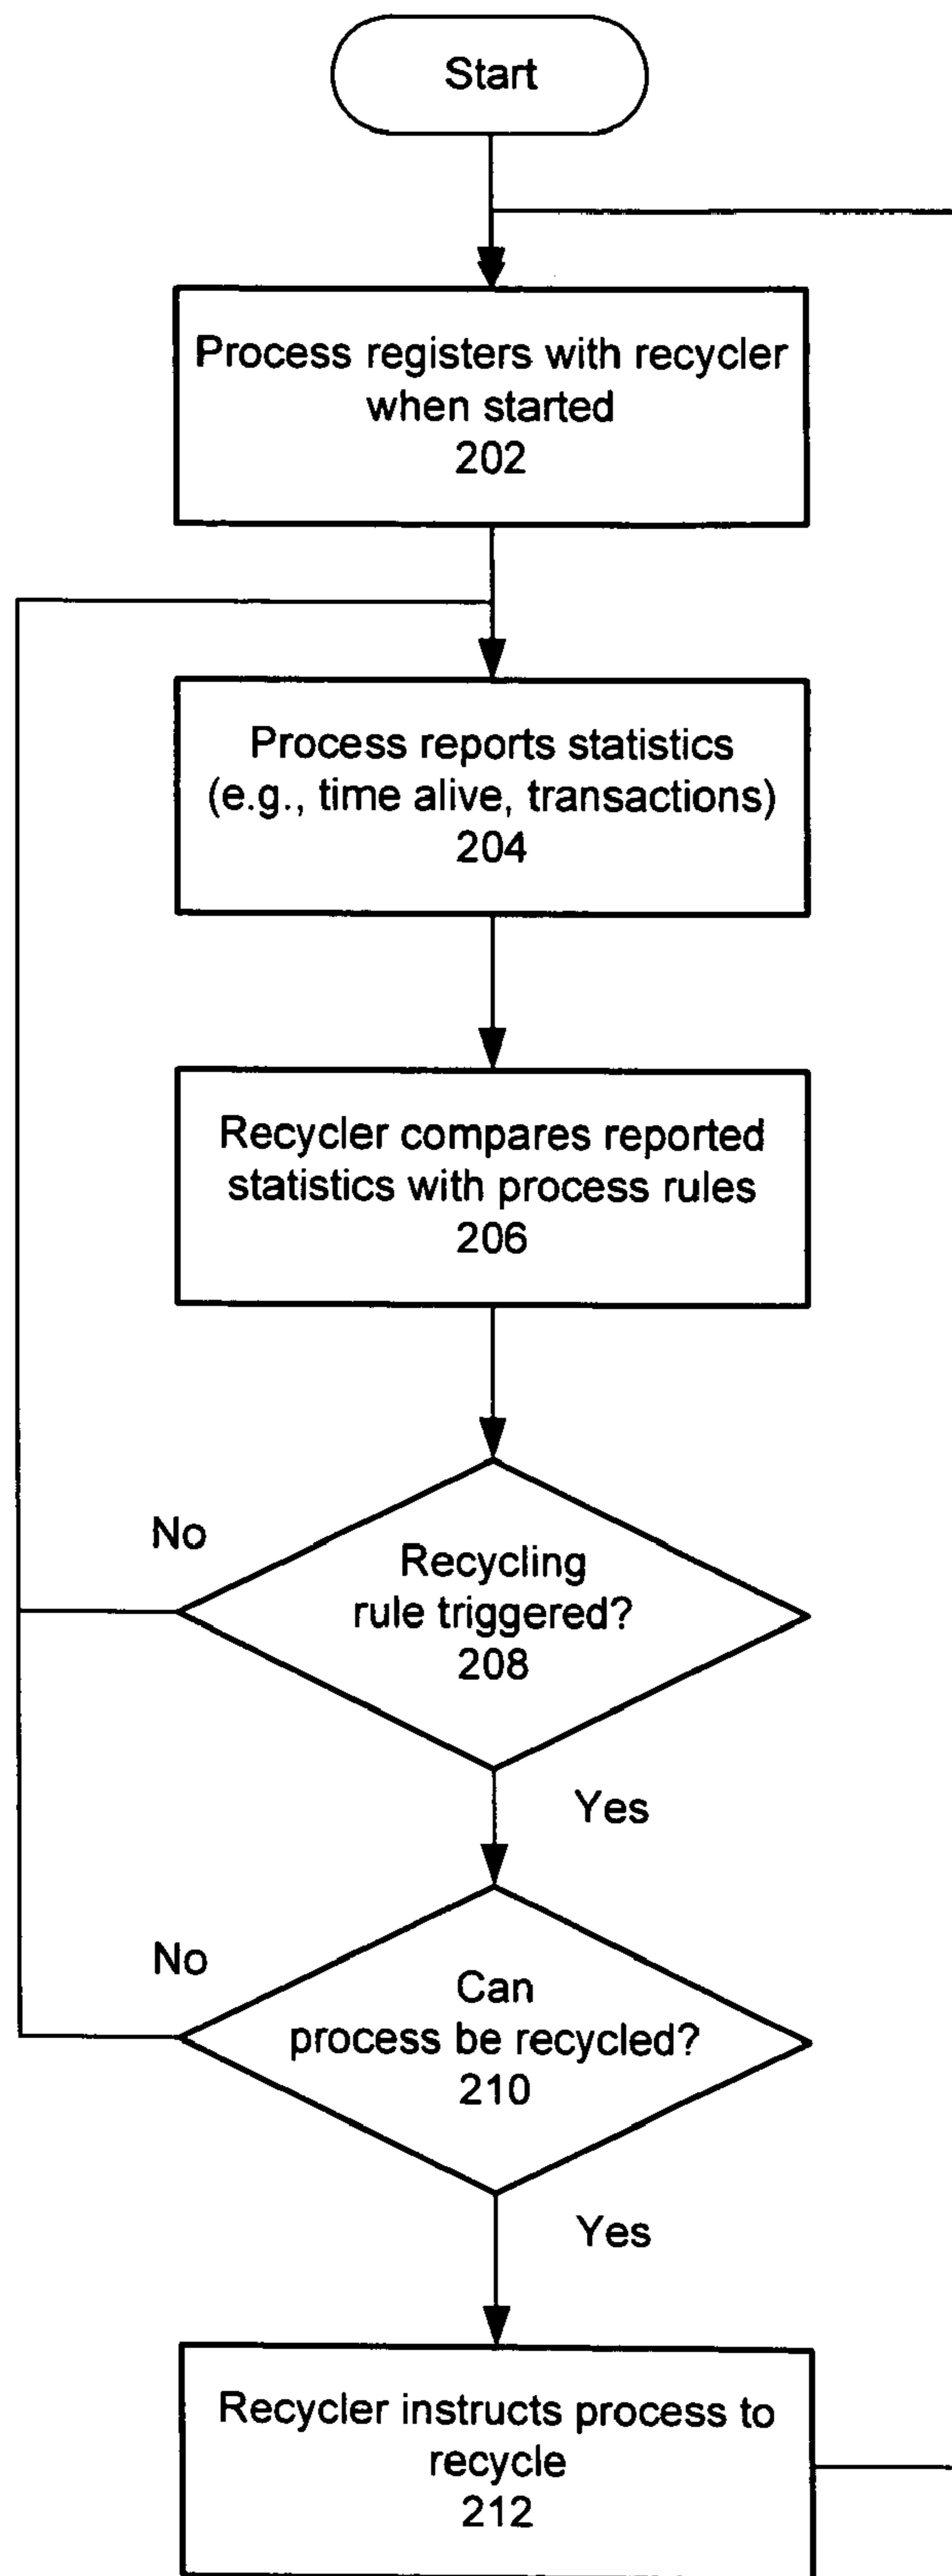 Start
Process registers with recycler
when started
202
Process reports statistics
(e.g., time alive, transactions)
204
Recycler compares reported
statistics with process rules
206
No
Recycling
rule triggered?
208
Yes
No
Can
process be recycled?
210
Yes
Recycler instructs process to
recycle
212